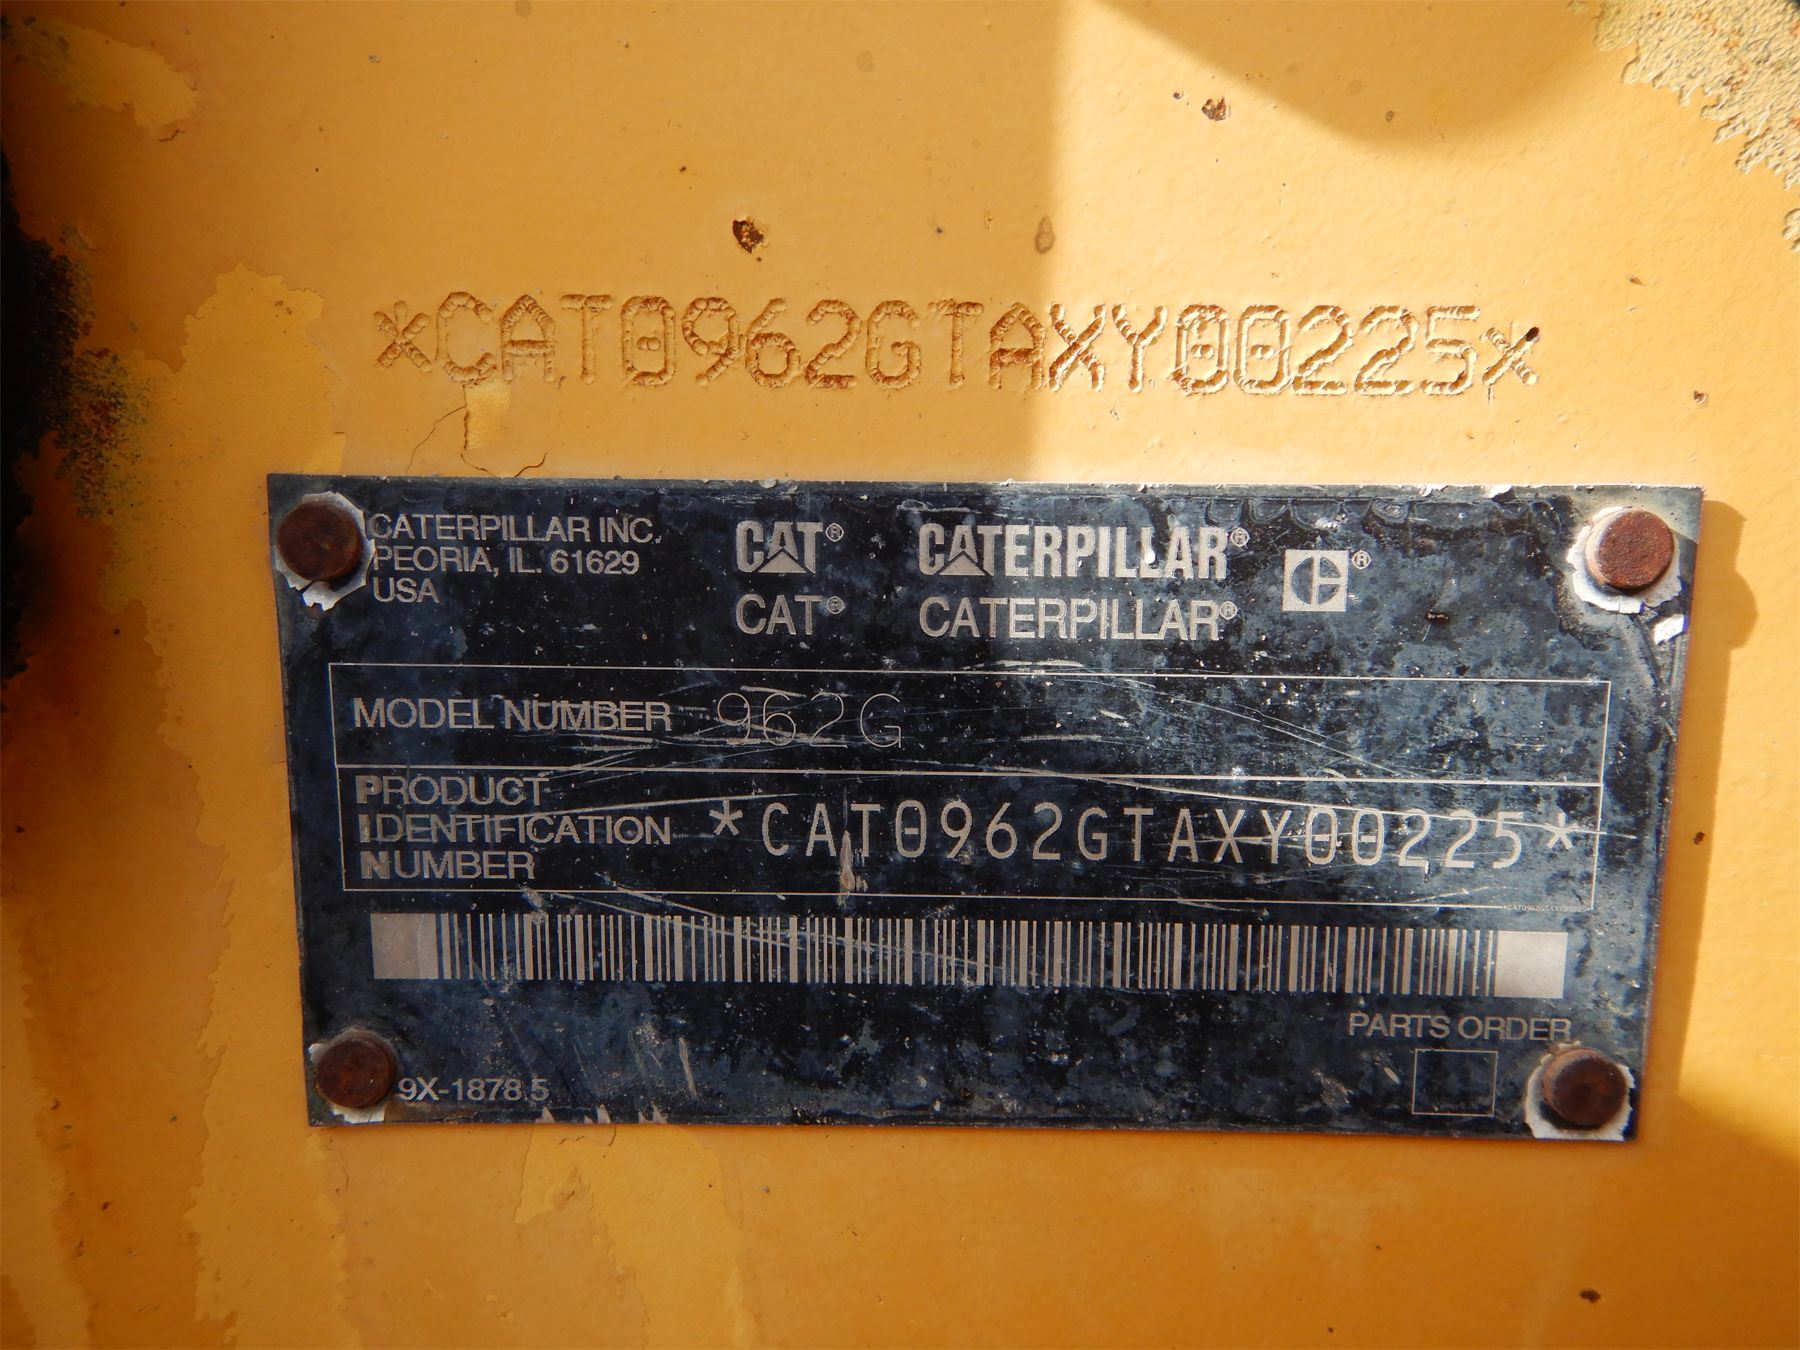 *CAT0962GTAXY00225*
CATERPILLAR INC.
PEORIA, IL. 61629
USA
CAT® CATERPILLAR®
CAT® CATERPILLAR®
MODEL NUMBER 962G
PRODUCT
IDENTIFICATION
NUMBER
*CAT0962GTAXY00225*
*CAT0962GTAXY00225*
PARTS ORDER
9X-1878 5